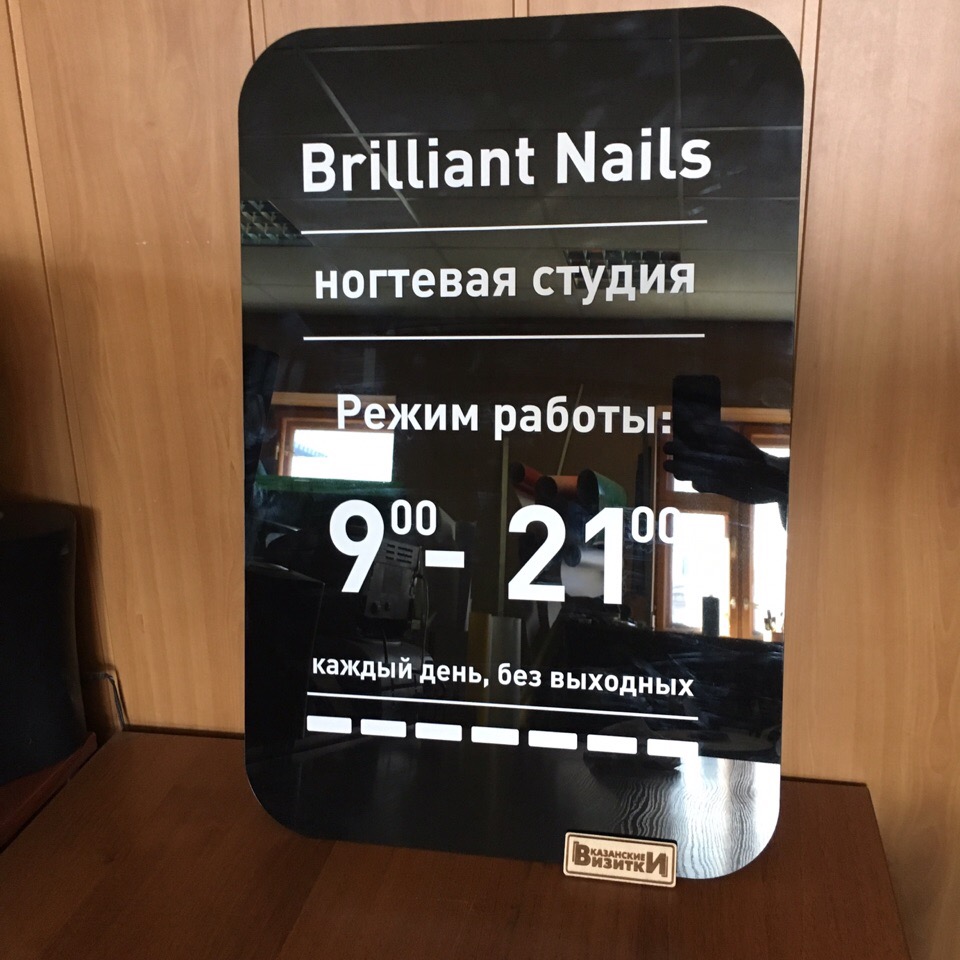 Brilliant Nails
ногтевая студия
Режим работы:
9⁰⁰ - 21⁰⁰
каждый день, без выходных
КАЗАНСКИЕ
ВИЗИТКИ